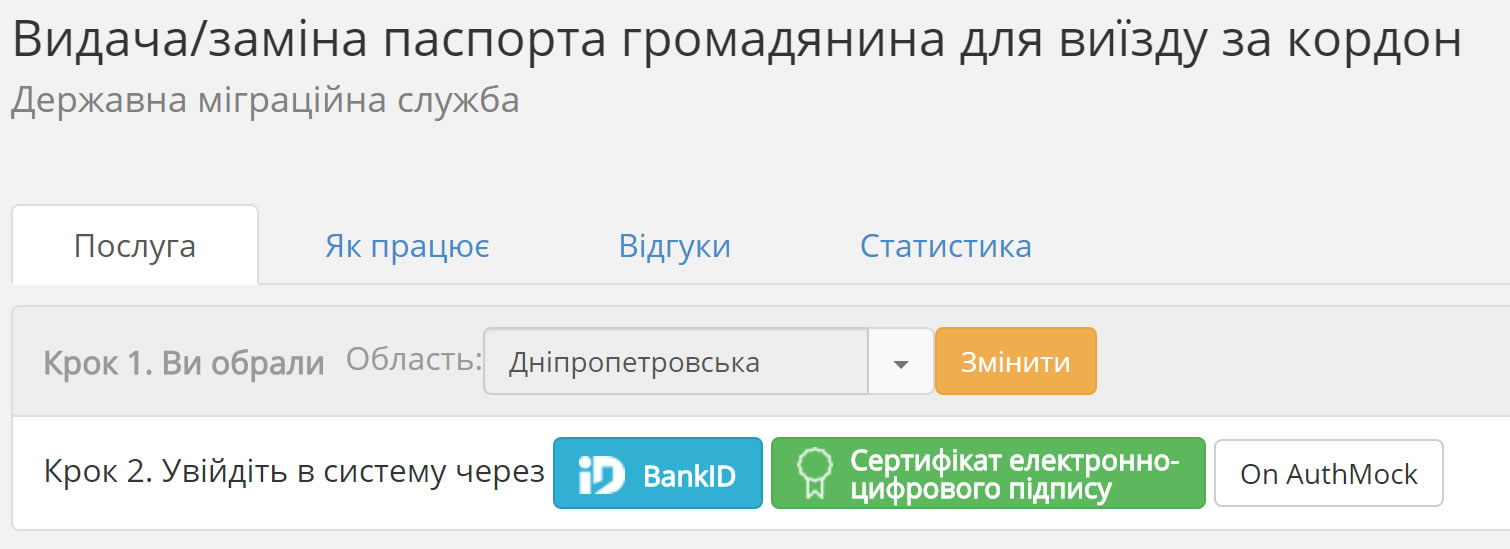 Видача/заміна паспорта громадянина для виїзду за кордон
Державна міграційна служба
Послуга Як працює Відгуки Статистика
Крок 1. Ви обрали Область: Дніпропетровська Змінити
Крок 2. Увійдіть в систему через iD BankID Сертифікат електронно-
цифрового підпису On AuthMock